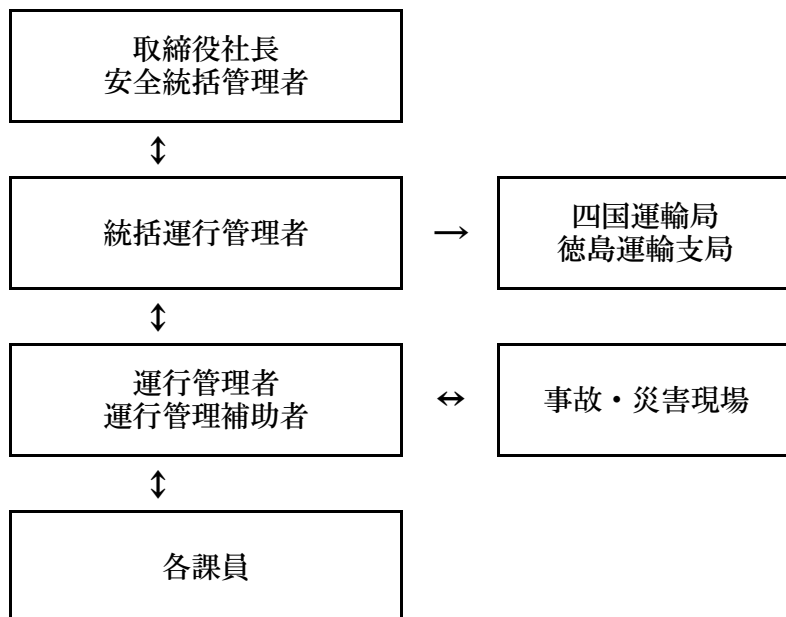 取締役社長
安全統括管理者
↕
統括運行管理者
→
四国運輸局
徳島運輸支局
↕
運行管理者
運行管理補助者
↔
事故・災害現場
↕
各課員